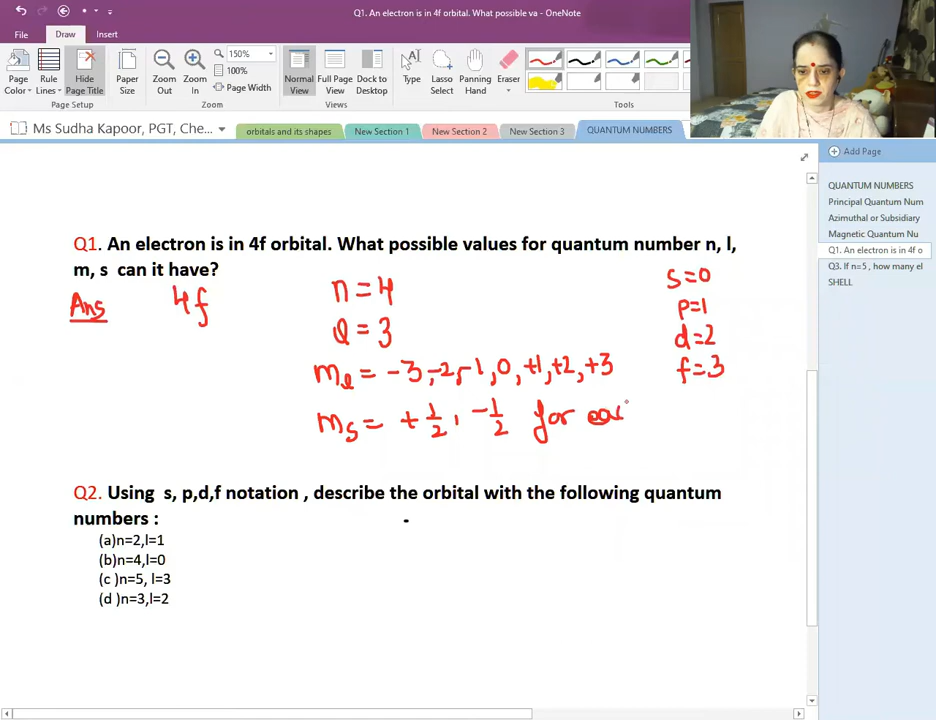 Q1. An electron is in 4f orbital. What possible va - OneNote
File Draw Insert
Page Color Rule Lines Hide Page Title Paper Size Zoom Out Zoom In 150% 100% Page Width Normal View Full Page View Dock to Desktop Type Lasso Select Panning Hand Eraser
Page Setup Zoom Views Tools
Ms Sudha Kapoor, PGT, Che... orbitals and its shapes New Section 1 New Section 2 New Section 3 QUANTUM NUMBERS
Add Page
QUANTUM NUMBERS
Principal Quantum Num
Azimuthal or Subsidiary
Magnetic Quantum Nu
Q1. An electron is in 4f o
Q3. If n=5 , how many el
SHELL
Q1. An electron is in 4f orbital. What possible values for quantum number n, l,
m, s can it have?
Ans 4f n = 4 s=0
l = 3 p=1
d=2
mℓ = -3,-2,-1,0,+1,+2,+3 f=3
ms = +1/2, -1/2 for
Q2. Using s, p,d,f notation , describe the orbital with the following quantum
numbers :
(a)n=2,l=1
(b)n=4,l=0
(c )n=5, l=3
(d )n=3,l=2